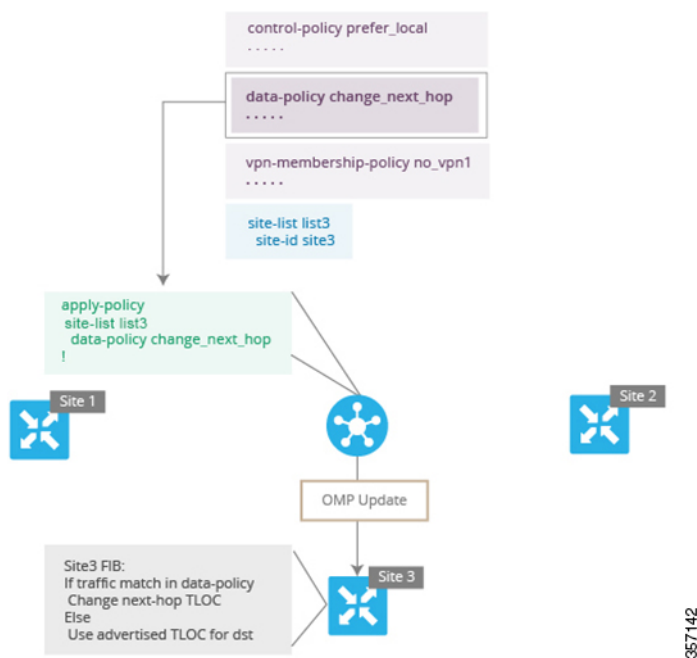 control-policy prefer_local
. . . . .
data-policy change_next_hop
. . . . .
vpn-membership-policy no_vpn1
. . . . .
site-list list3
site-id site3
apply-policy
site-list list3
data-policy change_next_hop
!
Site 1
Site 2
OMP Update
Site3 FIB:
If traffic match in data-policy
Change next-hop TLOC
Else
Use advertised TLOC for dst
Site 3
357142